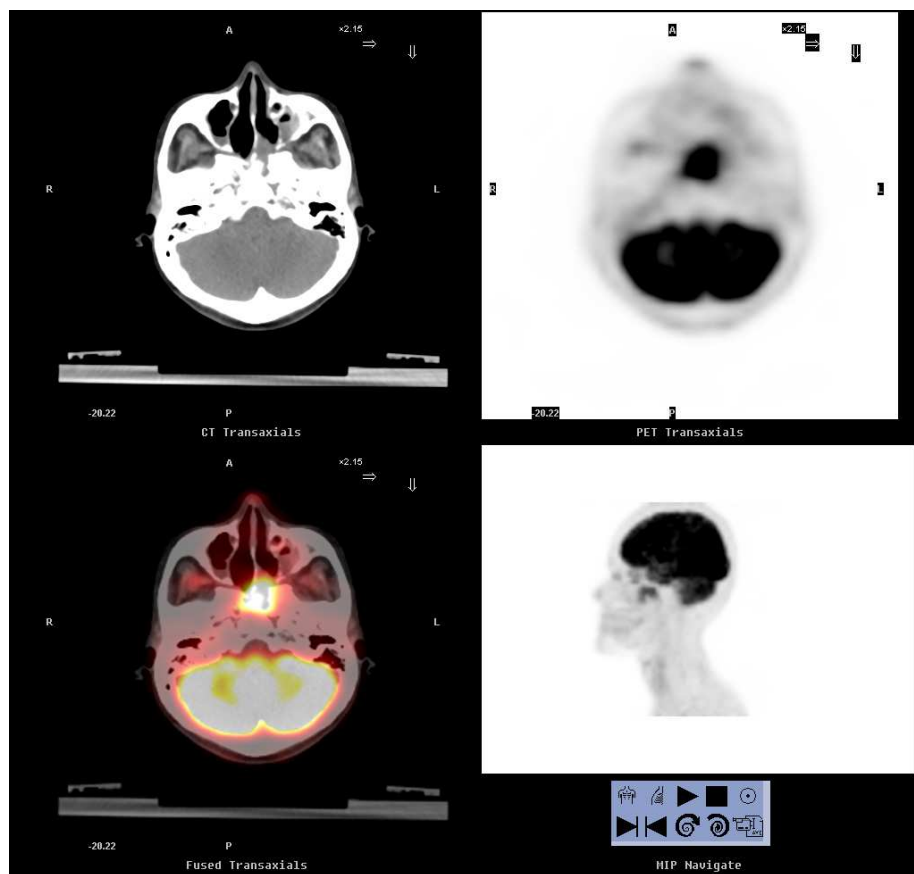 A
×2.15
R
L
-20.22
P
CT Transaxials
A
×2.15
R
L
-20.22
P
PET Transaxials
A
×2.15
R
L
-20.22
P
Fused Transaxials
MIP Navigate